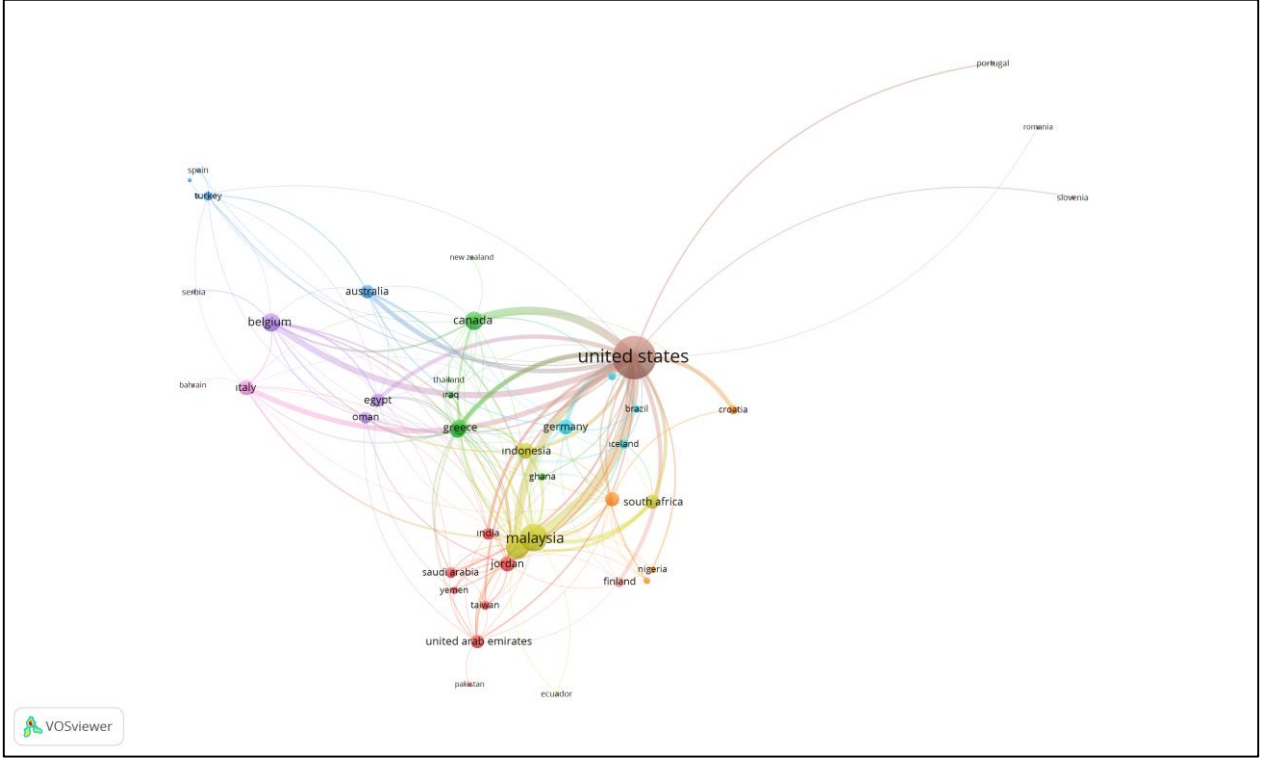 portugal
romania
spain
turkey
slovenia
new zealand
serbia
australia
belgium
canada
united states
thailand
bahrain
italy
iraq
egypt
oman
brazil
croatia
greece
germany
iceland
indonesia
ghana
south africa
india
malaysia
jordan
saudi arabia
nigeria
finland
yemen
taiwan
united arab emirates
pakistan
ecuador
VOSviewer